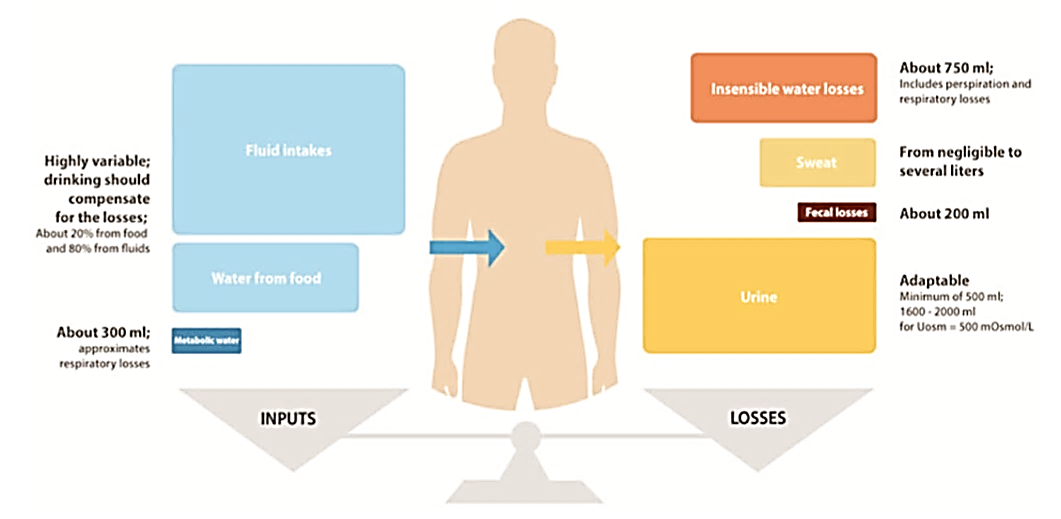 Highly variable;
drinking should
compensate
for the losses;
About 20% from food
and 80% from fluids
Fluid intakes
Water from food
About 300 ml;
approximates
respiratory losses
Metabolic water
INPUTS
Insensible water losses
About 750 ml;
Includes perspiration and
respiratory losses
Sweat
From negligible to
several liters
Fecal losses
About 200 ml
Urine
Adaptable
Minimum of 500 ml;
1600 - 2000 ml
for Uosm = 500 mOsmol/L
LOSSES